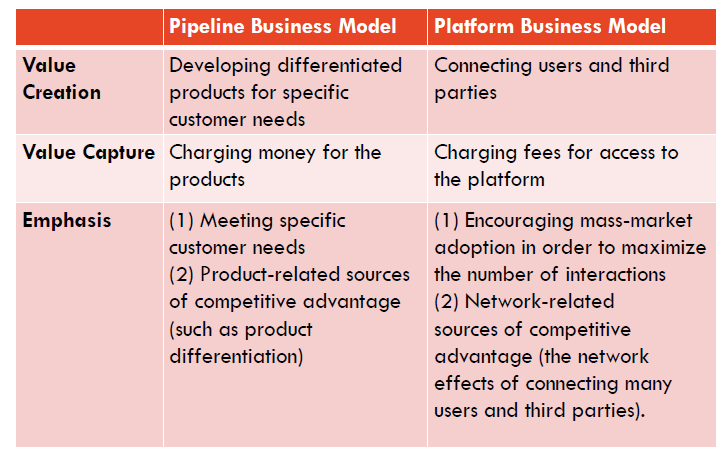 Pipeline Business Model
Platform Business Model
Value
Creation
Developing differentiated
products for specific
customer needs
Connecting users and third
parties
Value Capture
Charging money for the
products
Charging fees for access to
the platform
Emphasis
(1) Meeting specific
customer needs
(2) Product-related sources
of competitive advantage
(such as product
differentiation)
(1) Encouraging mass-market
adoption in order to maximize
the number of interactions
(2) Network-related
sources of competitive
advantage (the network
effects of connecting many
users and third parties).